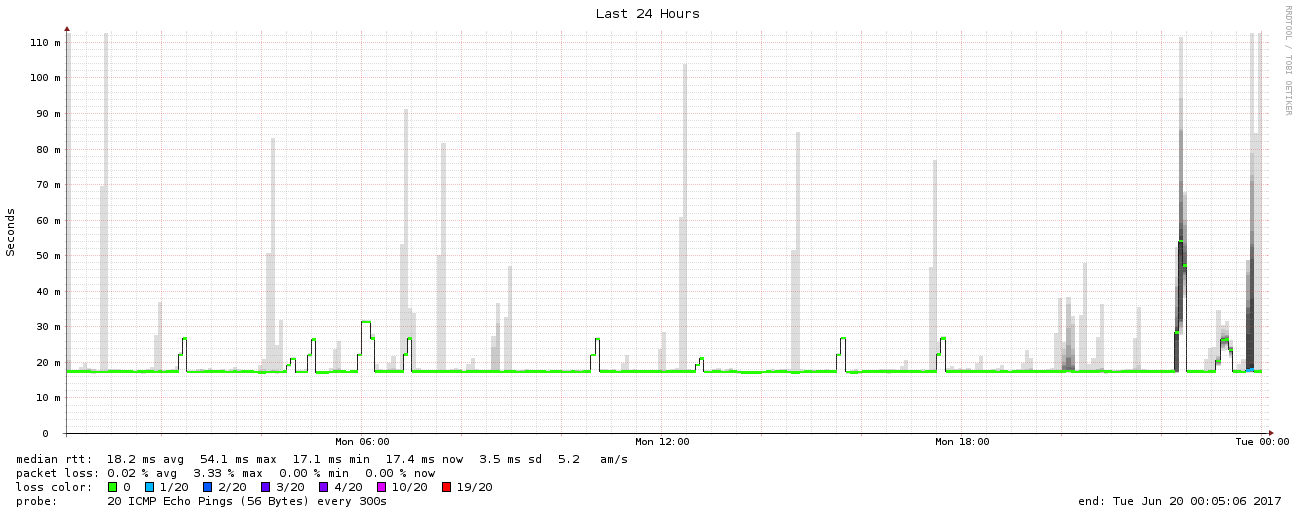 Last 24 Hours
RRDTOOL / TOBI OETIKER
Seconds
110 m
100 m
90 m
80 m
70 m
60 m
50 m
40 m
30 m
20 m
10 m
0
Mon 06:00 Mon 12:00 Mon 18:00 Tue 00:00
median rtt: 18.2 ms avg 54.1 ms max 17.1 ms min 17.4 ms now 3.5 ms sd 5.2 am/s
packet loss: 0.02 % avg 3.33 % max 0.00 % min 0.00 % now
loss color: 0 1/20 2/20 3/20 4/20 10/20 19/20
probe: 20 ICMP Echo Pings (56 Bytes) every 300s end: Tue Jun 20 00:05:06 2017